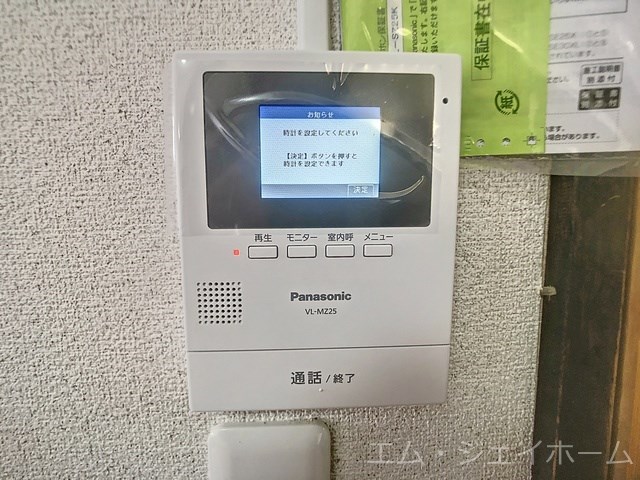 お知らせ
時計を設定してください
【決定】ボタンを押すと
時計を設定できます
決定
再生 モニター 室内呼 メニュー
Panasonic
VL-MZ25
通話 / 終了
保証書在中
紙
エム・ジェイホーム